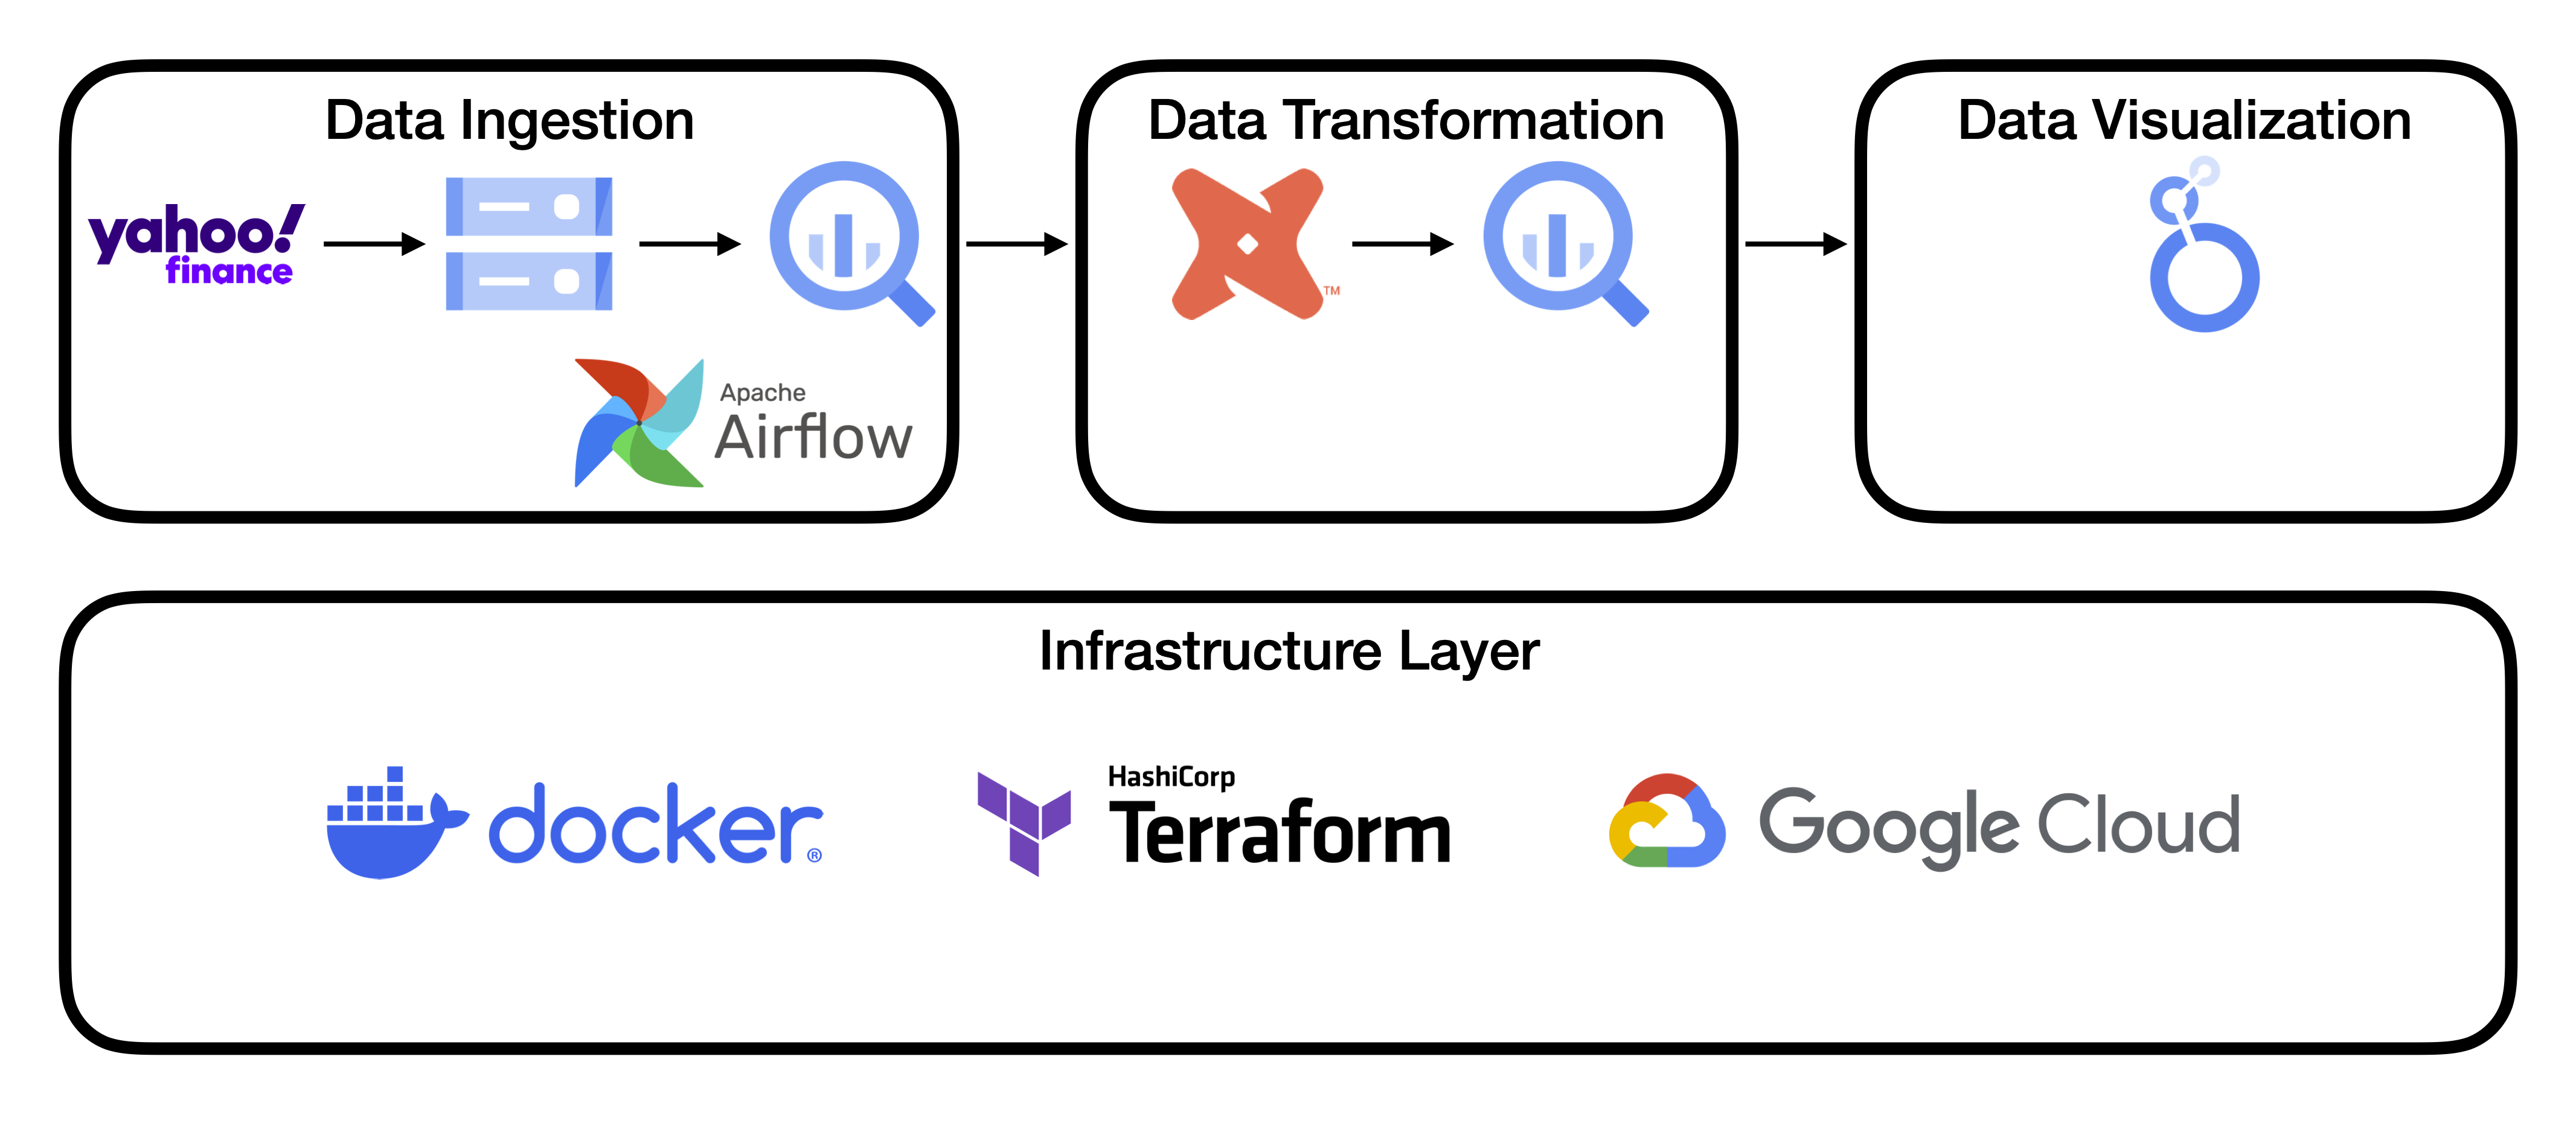 Data Ingestion
Data Transformation
Data Visualization
yahoo!
finance
TM
Apache
Airflow
Infrastructure Layer
docker®
HashiCorp
Terraform
Google Cloud